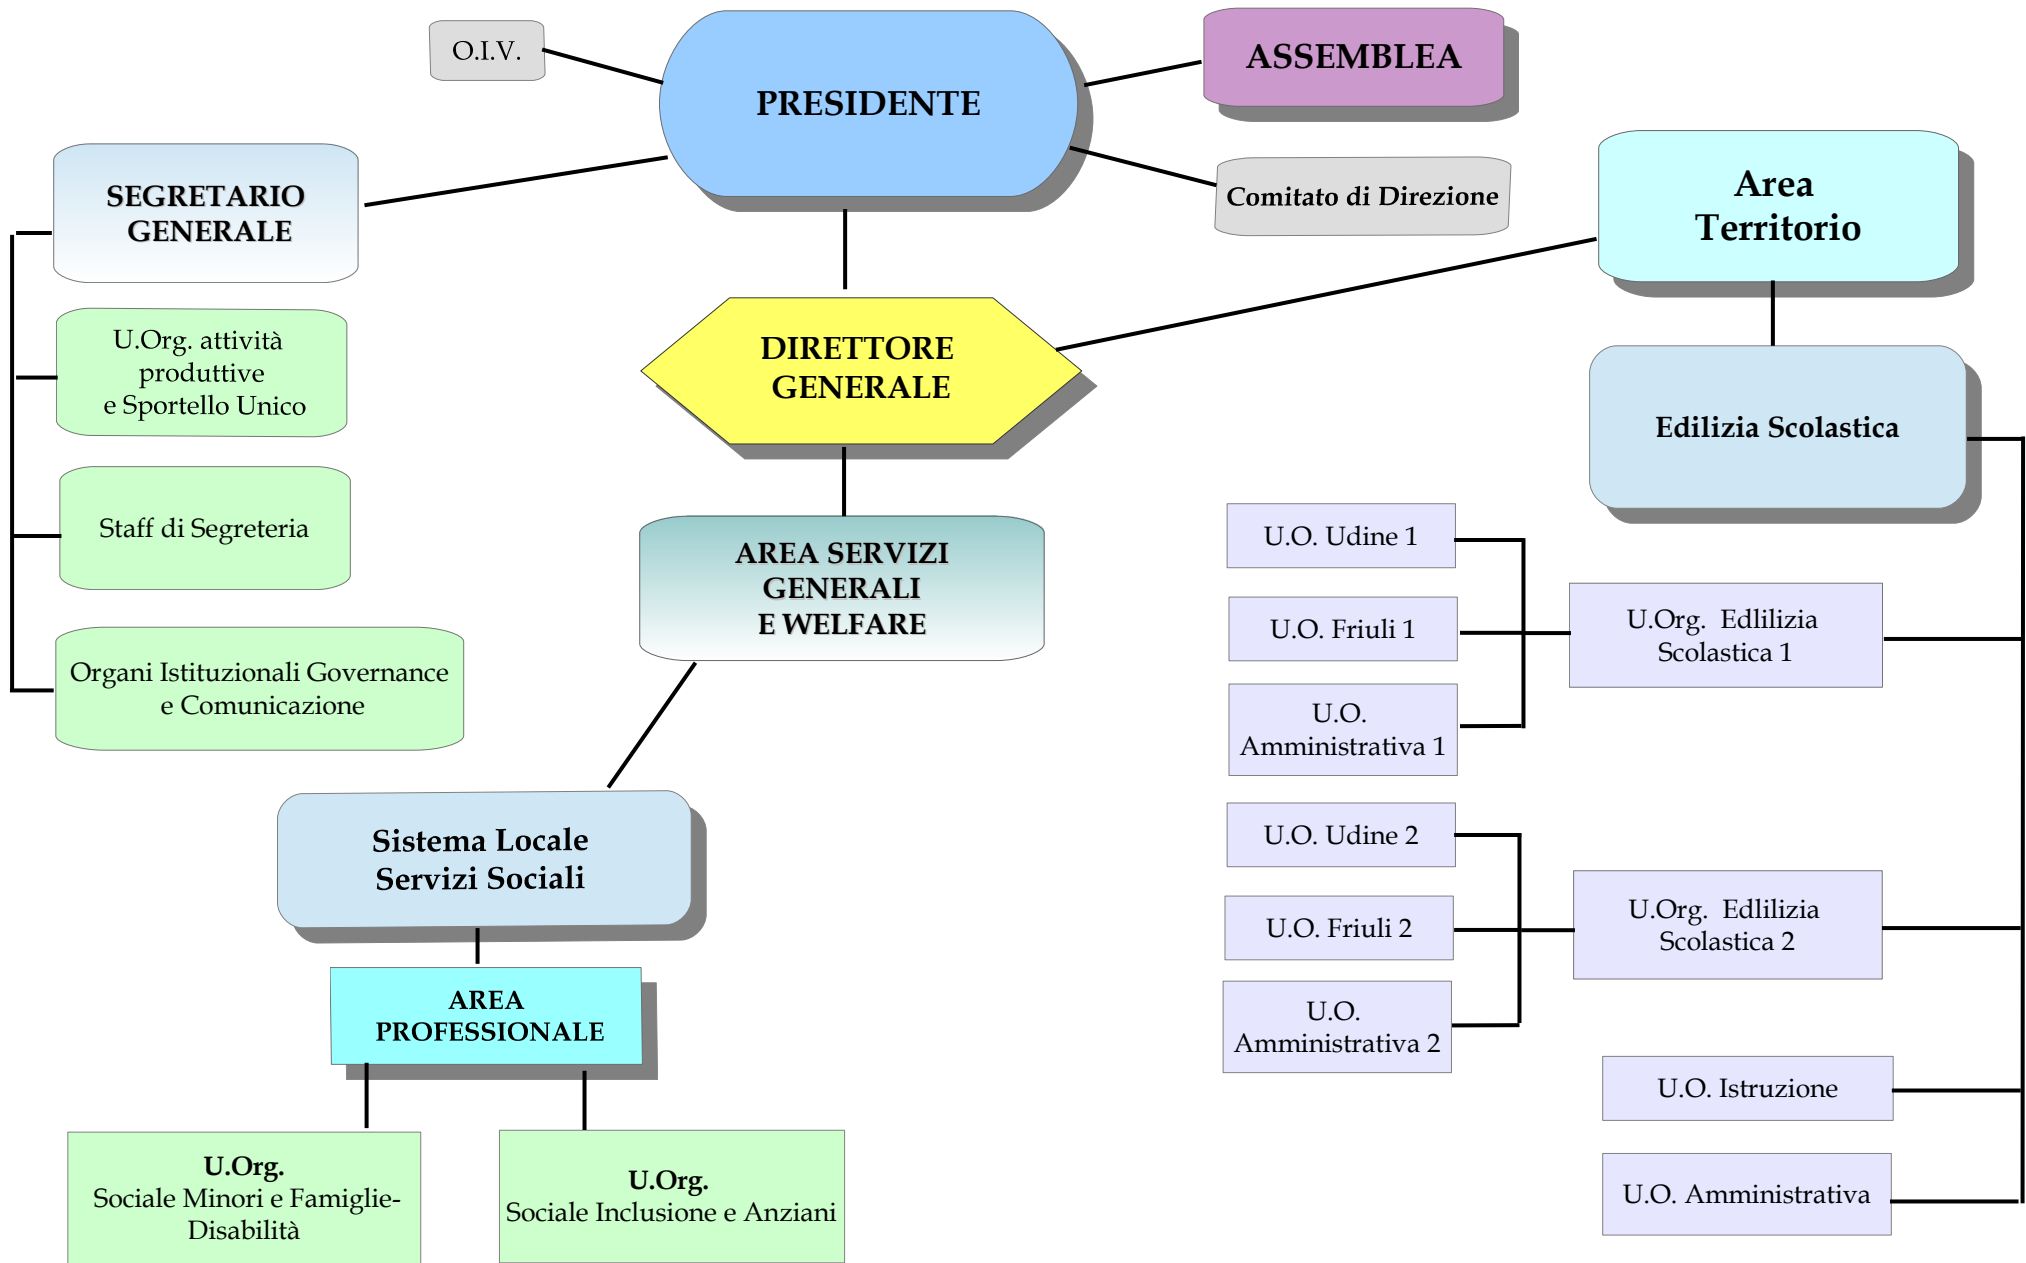 O.I.V.
PRESIDENTE
ASSEMBLEA
Comitato di Direzione
SEGRETARIO
GENERALE
Area
Territorio
U.Org. attività
produttive
e Sportello Unico
DIRETTORE
GENERALE
Edilizia Scolastica
Staff di Segreteria
AREA SERVIZI
GENERALI
E WELFARE
Organi Istituzionali Governance
e Comunicazione
U.O. Udine 1
U.O. Friuli 1
U.O.
Amministrativa 1
U.Org. Edlilizia
Scolastica 1
Sistema Locale
Servizi Sociali
U.O. Udine 2
U.O. Friuli 2
U.O.
Amministrativa 2
U.Org. Edlilizia
Scolastica 2
AREA
PROFESSIONALE
U.O. Istruzione
U.O. Amministrativa
U.Org.
Sociale Minori e Famiglie-
Disabilità
U.Org.
Sociale Inclusione e Anziani